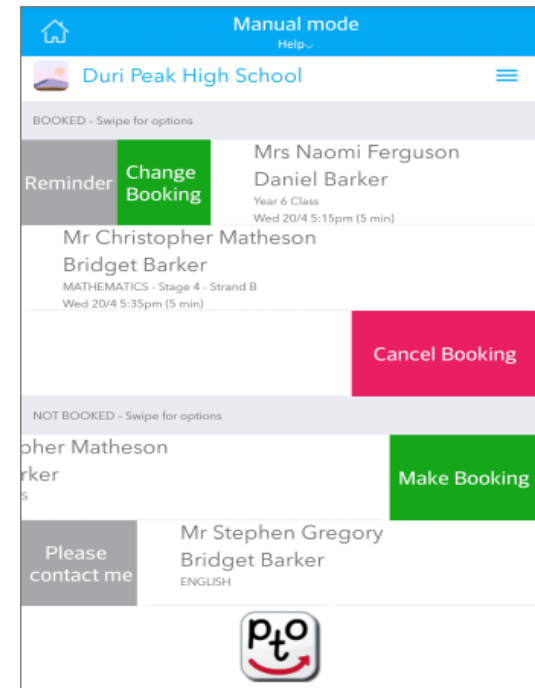 Manual mode
Help
Duri Peak High School
BOOKED - Swipe for options
Reminder
Change
Booking
Mrs Naomi Ferguson
Daniel Barker
Year 6 Class
Wed 20/4 5:15pm (5 min)
Mr Christopher Matheson
Bridget Barker
MATHEMATICS - Stage 4 - Strand B
Wed 20/4 5:35pm (5 min)
Cancel Booking
NOT BOOKED - Swipe for options
pher Matheson
rker
s
Make Booking
Please
contact me
Mr Stephen Gregory
Bridget Barker
ENGLISH
pto